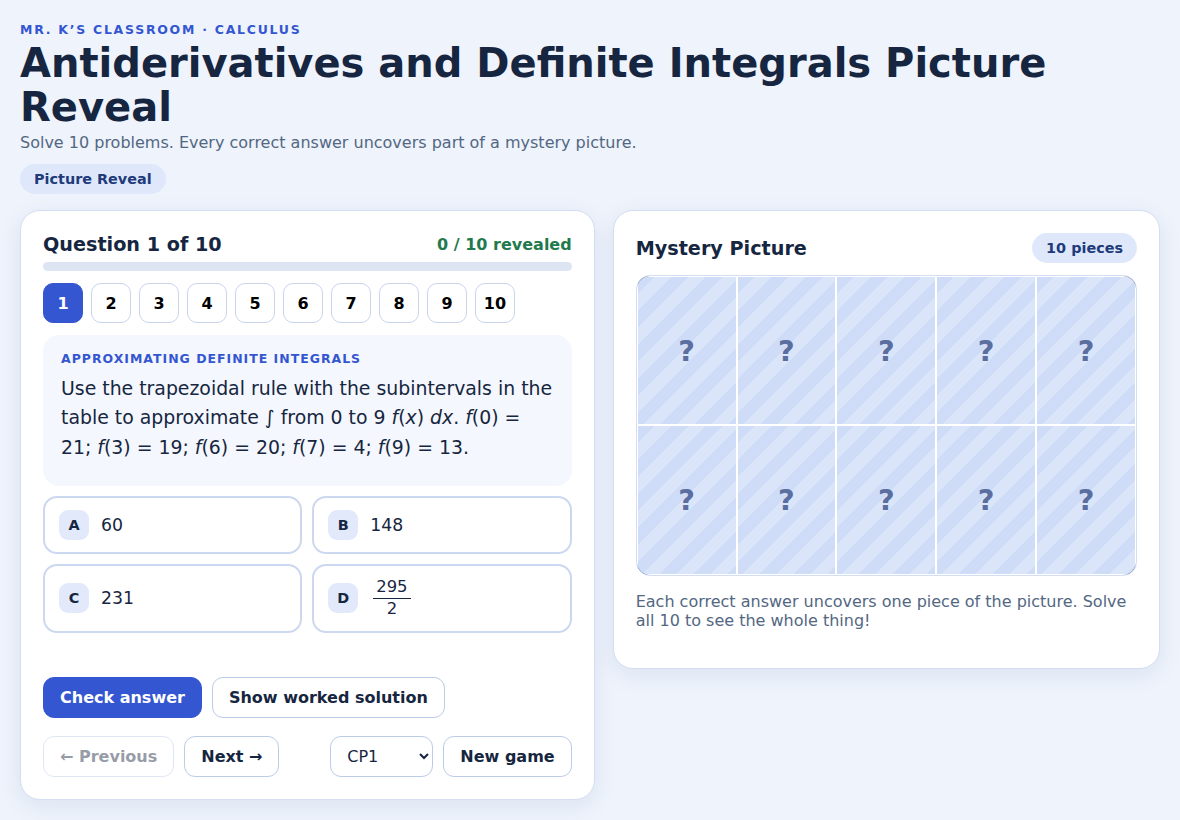 MR. K’S CLASSROOM · CALCULUS
Antiderivatives and Definite Integrals Picture
Reveal
Solve 10 problems. Every correct answer uncovers part of a mystery picture.
Picture Reveal
Question 1 of 10
0 / 10 revealed
1 2 3 4 5 6 7 8 9 10
APPROXIMATING DEFINITE INTEGRALS
Use the trapezoidal rule with the subintervals in the
table to approximate ∫ from 0 to 9 f(x) dx. f(0) =
21; f(3) = 19; f(6) = 20; f(7) = 4; f(9) = 13.
A 60
B 148
C 231
D 295/2
Check answer
Show worked solution
← Previous
Next →
CP1
New game
Mystery Picture
10 pieces
? ? ? ? ?
? ? ? ? ?
Each correct answer uncovers one piece of the picture. Solve
all 10 to see the whole thing!